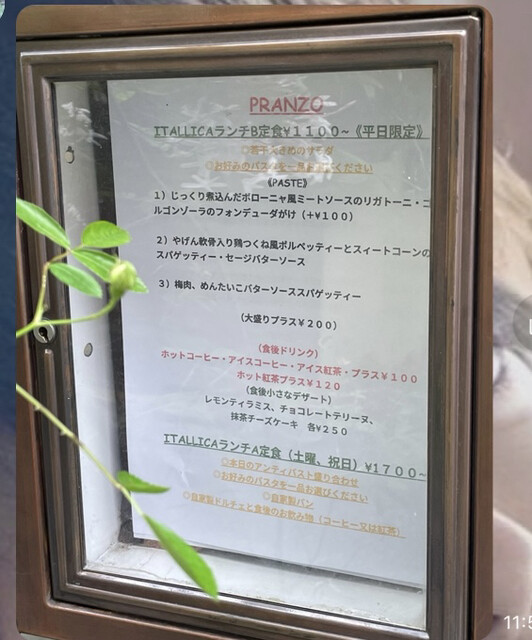 PRANZO
ITALLICAランチB定食¥1100~《平日限定》
のサラダ
◎お好みのパスタを一品お選びください
《PASTE》
1）じっくり煮込んだボローニャ風ミートソースのリガトーニ・ゴ
ルゴンゾーラのフォンデューダがけ（+¥100）
2）やげん軟骨入り鶏つくね風ポルペッティーとスィートコーンの
スパゲッティー・セージバターソース
3）梅肉、めんたいこバターソーススパゲッティー
（大盛りプラス¥200）
（食後ドリンク）
ホットコーヒー・アイスコーヒー・アイス紅茶・プラス¥100
ホット紅茶プラス¥120
（食後小さなデザート）
レモンティラミス、チョコレートテリーヌ、
抹茶チーズケーキ 各¥250
ITALLICAランチA定食（土曜、祝日）¥1700~
◎本日のアンティパスト盛り合わせ
◎お好みのパスタを一品お選びください
◎自家製パン
◎自家製ドルチェと食後のお飲み物（コーヒー又は紅茶）